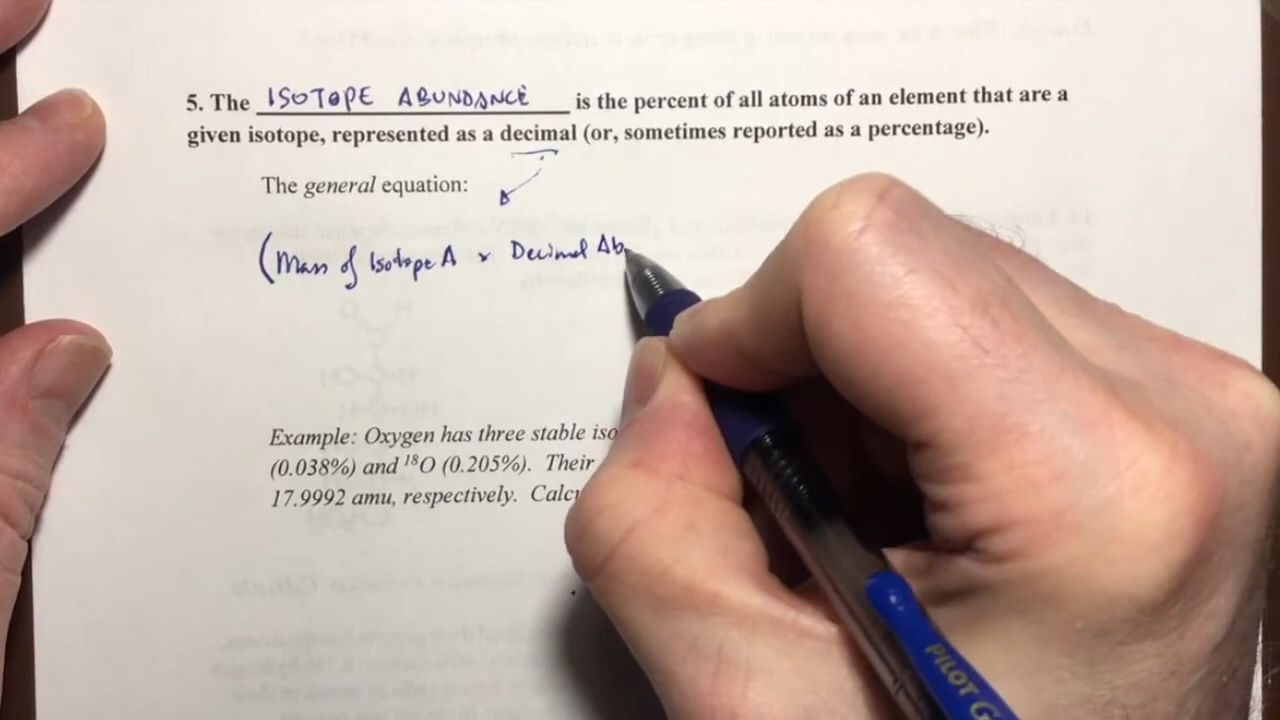 5. The ISOTOPE ABUNDANCE is the percent of all atoms of an element that are a
given isotope, represented as a decimal (or, sometimes reported as a percentage).
The general equation:
(Mass of Isotope A × Decimal Ab
Example: Oxygen has three stable iso
(0.038%) and ¹⁸O (0.205%). Their
17.9992 amu, respectively. Calcu
PILOT G